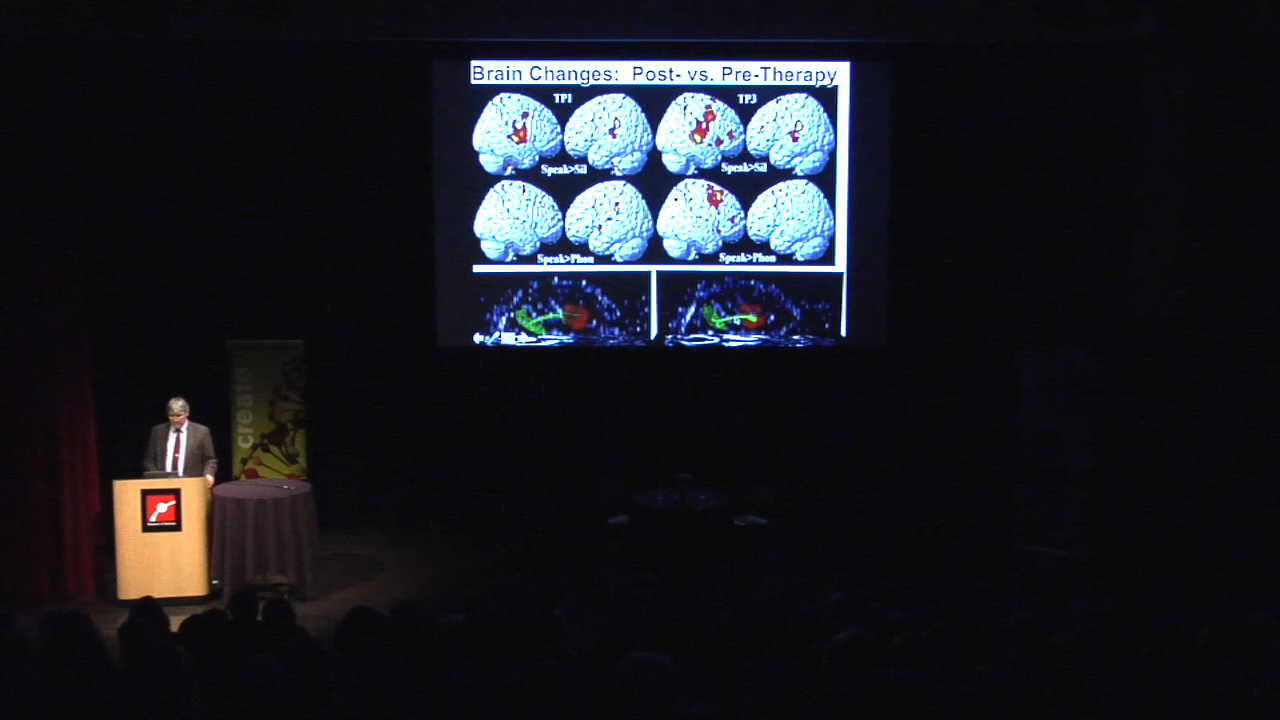 Brain Changes: Post- vs. Pre-Therapy
TP1
TP3
Speak>Sil
Speak>Sil
Speak>Phon
Speak>Phon
create